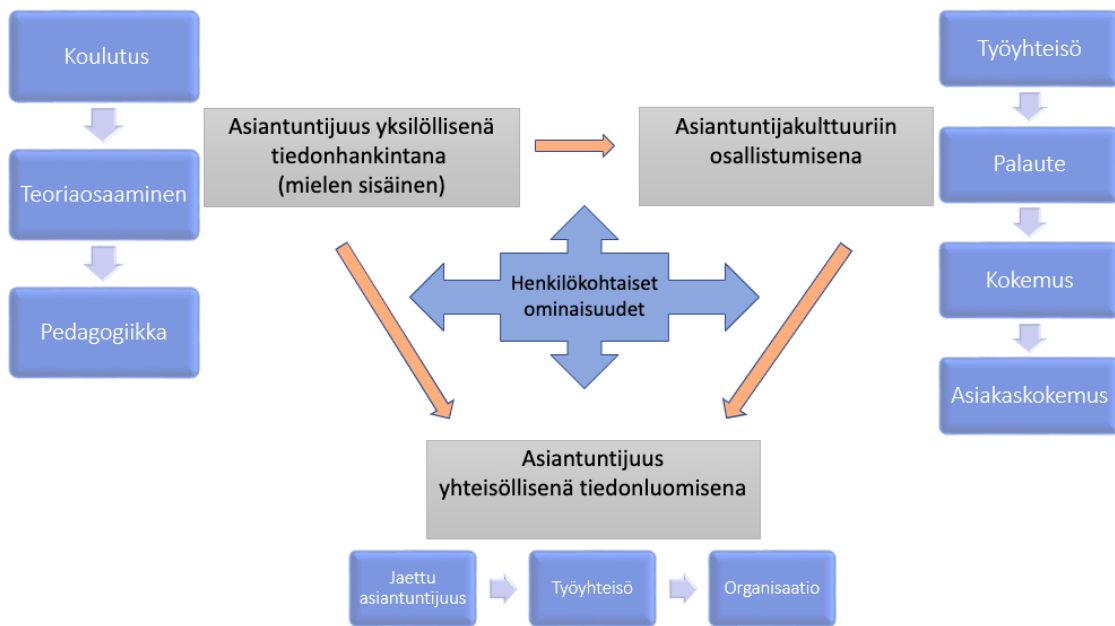 Koulutus
Teoriaosaaminen
Pedagogiikka
Asiantuntijuus yksilöllisenä
tiedonhankintana
(mielen sisäinen)
Asiantuntijakulttuuriin
osallistumisena
Henkilökohtaiset
ominaisuudet
Työyhteisö
Palaute
Kokemus
Asiakaskokemus
Asiantuntijuus
yhteisöllisenä tiedonluomisena
Jaettu
asiantuntijuus
Työyhteisö
Organisaatio